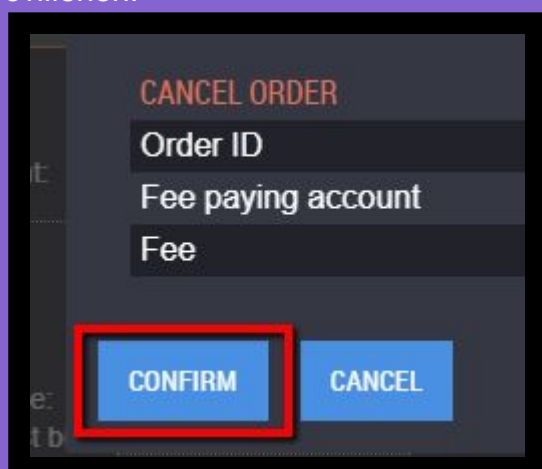 CANCEL ORDER
Order ID
Fee paying account
Fee
CONFIRM
CANCEL